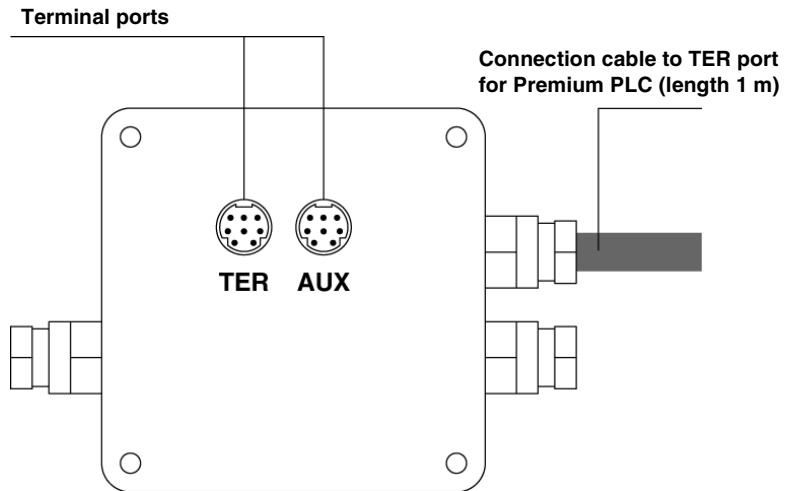 Terminal ports
Connection cable to TER port
for Premium PLC (length 1 m)
TER AUX